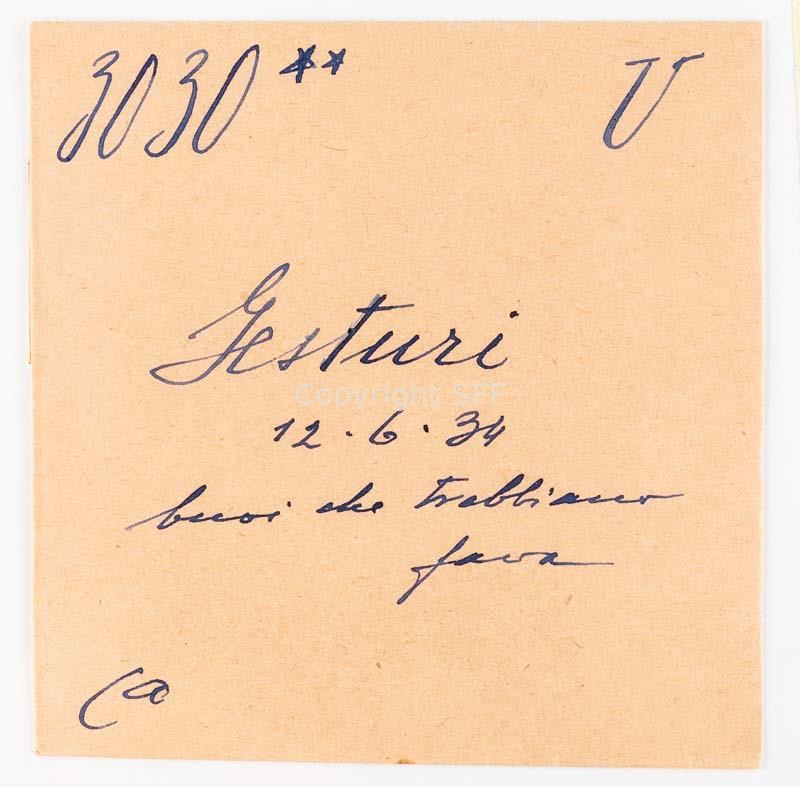 3030 ** U
Gesturi
Copyright SFF
12.6.34
buoi che trebbiano
fava
Ca